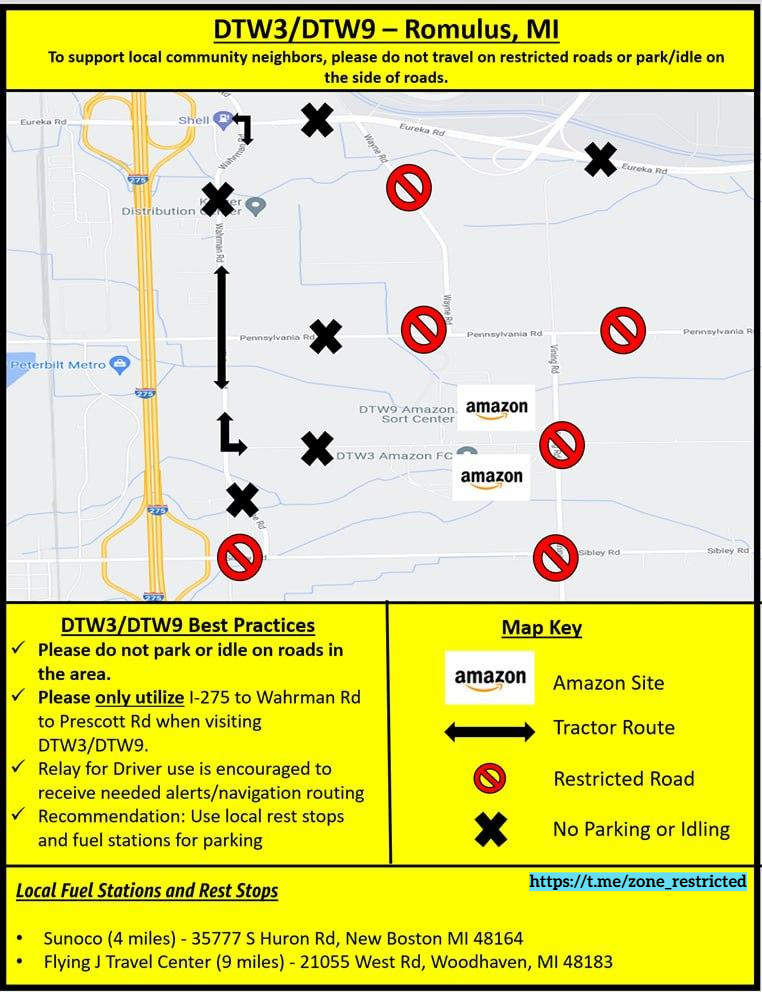 DTW3/DTW9 – Romulus, MI
To support local community neighbors, please do not travel on restricted roads or park/idle on
the side of roads.
Eureka Rd
Shell
Eureka Rd
Wayne Rd
Eureka Rd
275
Distribution
Wahrman Rd
Wayne Rd
Pennsylvania Rd
Pennsylvania Rd
Pennsylvania R
Vining Rd
Peterbilt Metro
275
DTW9 Amazon
Sort Center
amazon
DTW3 Amazon FC
amazon
275
Sibley Rd
Sibley Rd
275
DTW3/DTW9 Best Practices
✓ Please do not park or idle on roads in
the area.
✓ Please only utilize I-275 to Wahrman Rd
to Prescott Rd when visiting
DTW3/DTW9.
✓ Relay for Driver use is encouraged to
receive needed alerts/navigation routing
✓ Recommendation: Use local rest stops
and fuel stations for parking
Map Key
amazon Amazon Site
Tractor Route
Restricted Road
No Parking or Idling
Local Fuel Stations and Rest Stops
https://t.me/zone_restricted
• Sunoco (4 miles) - 35777 S Huron Rd, New Boston MI 48164
• Flying J Travel Center (9 miles) - 21055 West Rd, Woodhaven, MI 48183